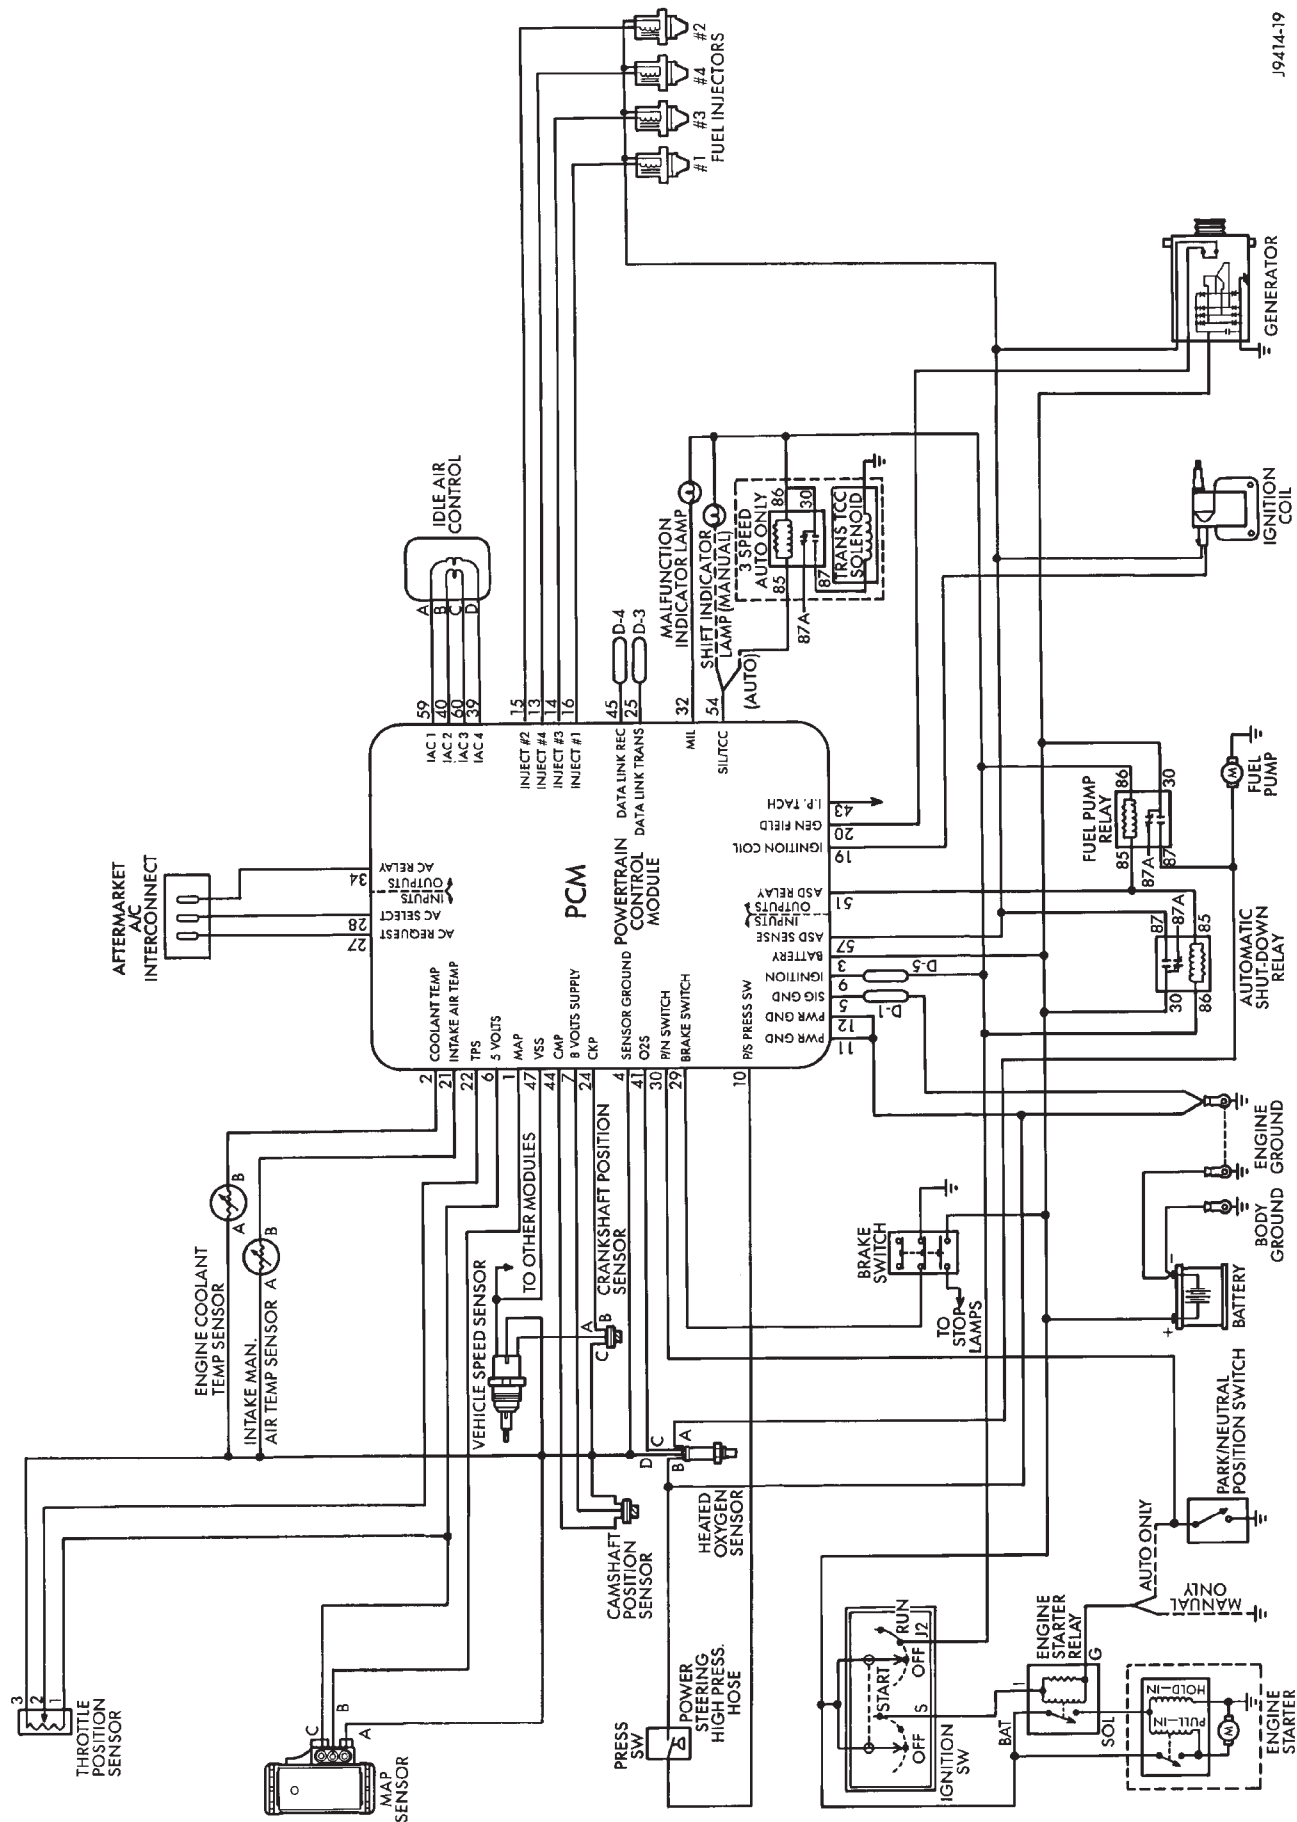 J9414-19
#2
#4
#3
#1
FUEL INJECTORS
GENERATOR
IGNITION
COIL
IDLE AIR
CONTROL
A
B
C
D
59
40
60
39
IAC 1
IAC 2
IAC 3
IAC 4
15
13
14
16
INJECT #2
INJECT #4
INJECT #3
INJECT #1
45
25
D-4
D-3
DATA LINK REC
DATA LINK TRANS
32
54
MIL
SIL/TCC
MALFUNCTION
INDICATOR LAMP
SHIFT INDICATOR
LAMP (MANUAL)
(AUTO)
3 SPEED
AUTO ONLY
86
30
85
87
87A
TRANS TCC
SOLENOID
AFTERMARKET
A/C
INTERCONNECT
34
28
27
AC RELAY
OUTPUTS
INPUTS
AC SELECT
AC REQUEST
PCM
POWERTRAIN
CONTROL
MODULE
43
20
19
51
57
3
9
5
12
11
I.P. TACH
GEN FIELD
IGNITION COIL
ASD RELAY
OUTPUTS
INPUTS
ASD SENSE
BATTERY
IGNITION
SIG GND
PWR GND
PWR GND
D-5
D-1
FUEL PUMP
RELAY
86
30
85
87A
87
M
FUEL
PUMP
87
87A
30
85
86
AUTOMATIC
SHUT-DOWN
RELAY
COOLANT TEMP
INTAKE AIR TEMP
TPS
5 VOLTS
MAP
VSS
CMP
8 VOLTS SUPPLY
CKP
SENSOR GROUND
O2S
P/N SWITCH
BRAKE SWITCH
P/S PRESS SW
2
21
22
6
1
47
44
7
24
4
41
30
29
10
ENGINE COOLANT
TEMP SENSOR
A
B
INTAKE MAN.
AIR TEMP SENSOR
A
B
VEHICLE SPEED SENSOR
TO OTHER MODULES
CRANKSHAFT POSITION
SENSOR
A
B
C
BRAKE
SWITCH
TO
STOP
LAMPS
ENGINE
GROUND
BODY
GROUND
+
-
BATTERY
THROTTLE
POSITION
SENSOR
3
2
1
MAP
SENSOR
C
B
A
CAMSHAFT
POSITION
SENSOR
HEATED
OXYGEN
SENSOR
D
C
B
A
PRESS
SW
POWER
STEERING
HIGH PRESS.
HOSE
IGNITION
SW
OFF
START
S
OFF
RUN
J2
ENGINE
STARTER
RELAY
BAT
I
G
SOL
AUTO ONLY
MANUAL
ONLY
PARK/NEUTRAL
POSITION SWITCH
HOLD-IN
PULL-IN
M
ENGINE
STARTER